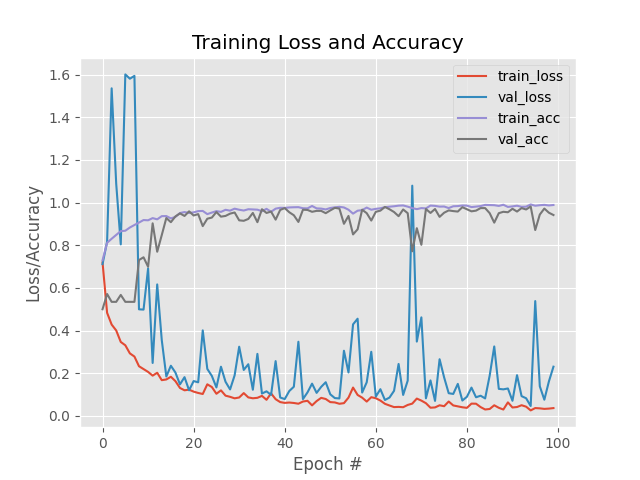 Training Loss and Accuracy
train_loss
val_loss
train_acc
val_acc
1.6
1.4
1.2
1.0
0.8
0.6
0.4
0.2
0.0
Loss/Accuracy
0 20 40 60 80 100
Epoch #